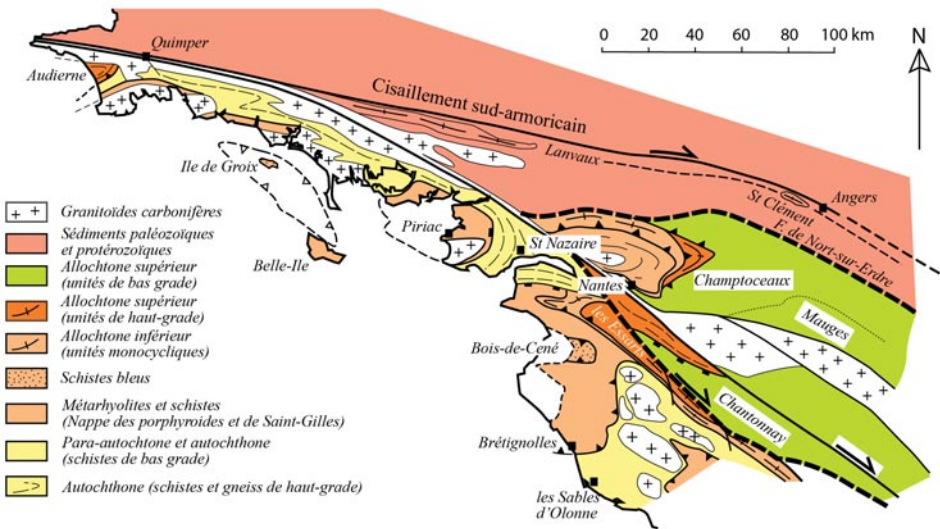 0 20 40 60 80 100 km
N
Quimper
Audierne
Cisaillement sud-armoricain
Lanvaux
Angers
St Clément
F. de Nort-sur-Erdre
Ile de Groix
Piriac
St Nazaire
Belle-Ile
Nantes
Champtoceaux
Mauges
les Essarts
Bois-de-Cené
Chantonnay
Brétignolles
les Sables
d'Olonne
Granitoïdes carbonifères
Sédiments paléozoïques
et protérozoïques
Allochtone supérieur
(unités de bas grade)
Allochtone supérieur
(unités de haut-grade)
Allochtone inférieur
(unités monocycliques)
Schistes bleus
Métarhyolites et schistes
(Nappe des porphyroides et de Saint-Gilles)
Para-autochtone et autochthone
(schistes de bas grade)
Autochthone (schistes et gneiss de haut-grade)